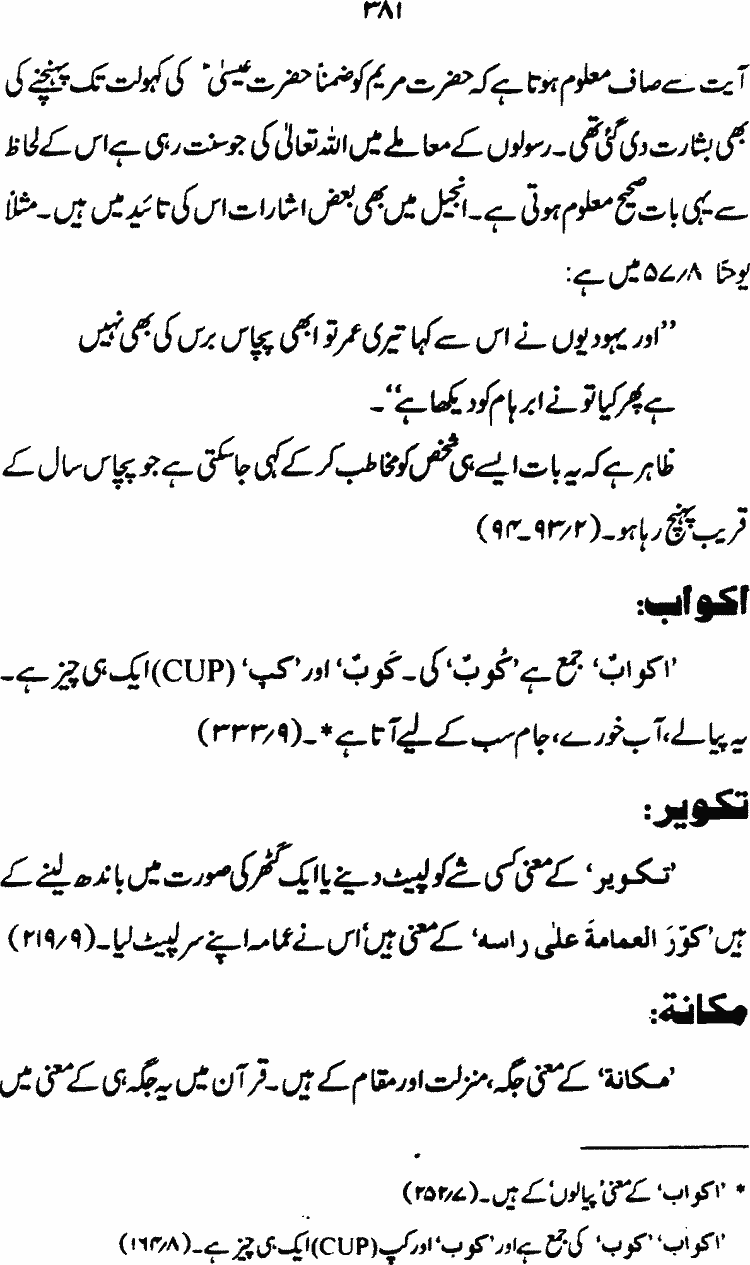 ۳۸۱
آیت سے صاف معلوم ہوتا ہے کہ حضرت مریم کو ضمناً حضرت عیسیٰؑ کی کہولت تک پہنچنے کی
بھی بشارت دی گئی تھی۔ رسولوں کے معاملے میں اللہ تعالیٰ کی جو سنت رہی ہے اس کے لحاظ
سے یہی بات صحیح معلوم ہوتی ہے۔ انجیل میں بھی بعض اشارات اس کی تائید میں ہیں۔ مثلاً
یوحنّا ۵۷/۸ میں ہے:
”اور یہودیوں نے اس سے کہا تیری عمر تو ابھی پچاس برس کی بھی نہیں
ہے پھر کیا تو نے ابرہام کو دیکھا ہے“۔
ظاہر ہے کہ یہ بات ایسے ہی شخص کو مخاطب کر کے کہی جا سکتی ہے جو پچاس سال کے
قریب پہنچ رہا ہو۔ (۹۳/۲۔۹۴)
اکواب:
’اکوابٌ‘ جمع ہے ’کُوبٌ‘ کی۔ کَوبٌ‘ اور ’کپ‘ (CUP) ایک ہی چیز ہے۔
یہ پیالے، آب خورے، جام سب کے لیے آتا ہے*۔ (۳۳۳/۹)
تکویر:
’تکویر‘ کے معنی کسی شے کو لپیٹ دینے یا ایک گٹھر کی صورت میں باندھ لینے کے
ہیں ’کوّرَ العمامةَ علیٰ راسہ‘ کے معنی ہیں‘ اس نے عمامہ اپنے سر لپیٹ لیا۔ (۲۱۹/۹)
مکانة:
’مکانة‘ کے معنی جگہ، منزلت اور مقام کے ہیں۔ قرآن میں یہ جگہ ہی کے معنی میں
* ’اکواب‘ کے معنی ’پیالوں‘ کے ہیں۔ (۲۵۲/۷)
’اکواب‘ ’کوب‘ کی جمع ہے اور ’کوب‘ اور کپ (CUP) ایک ہی چیز ہے۔ (۱۶۴/۸)